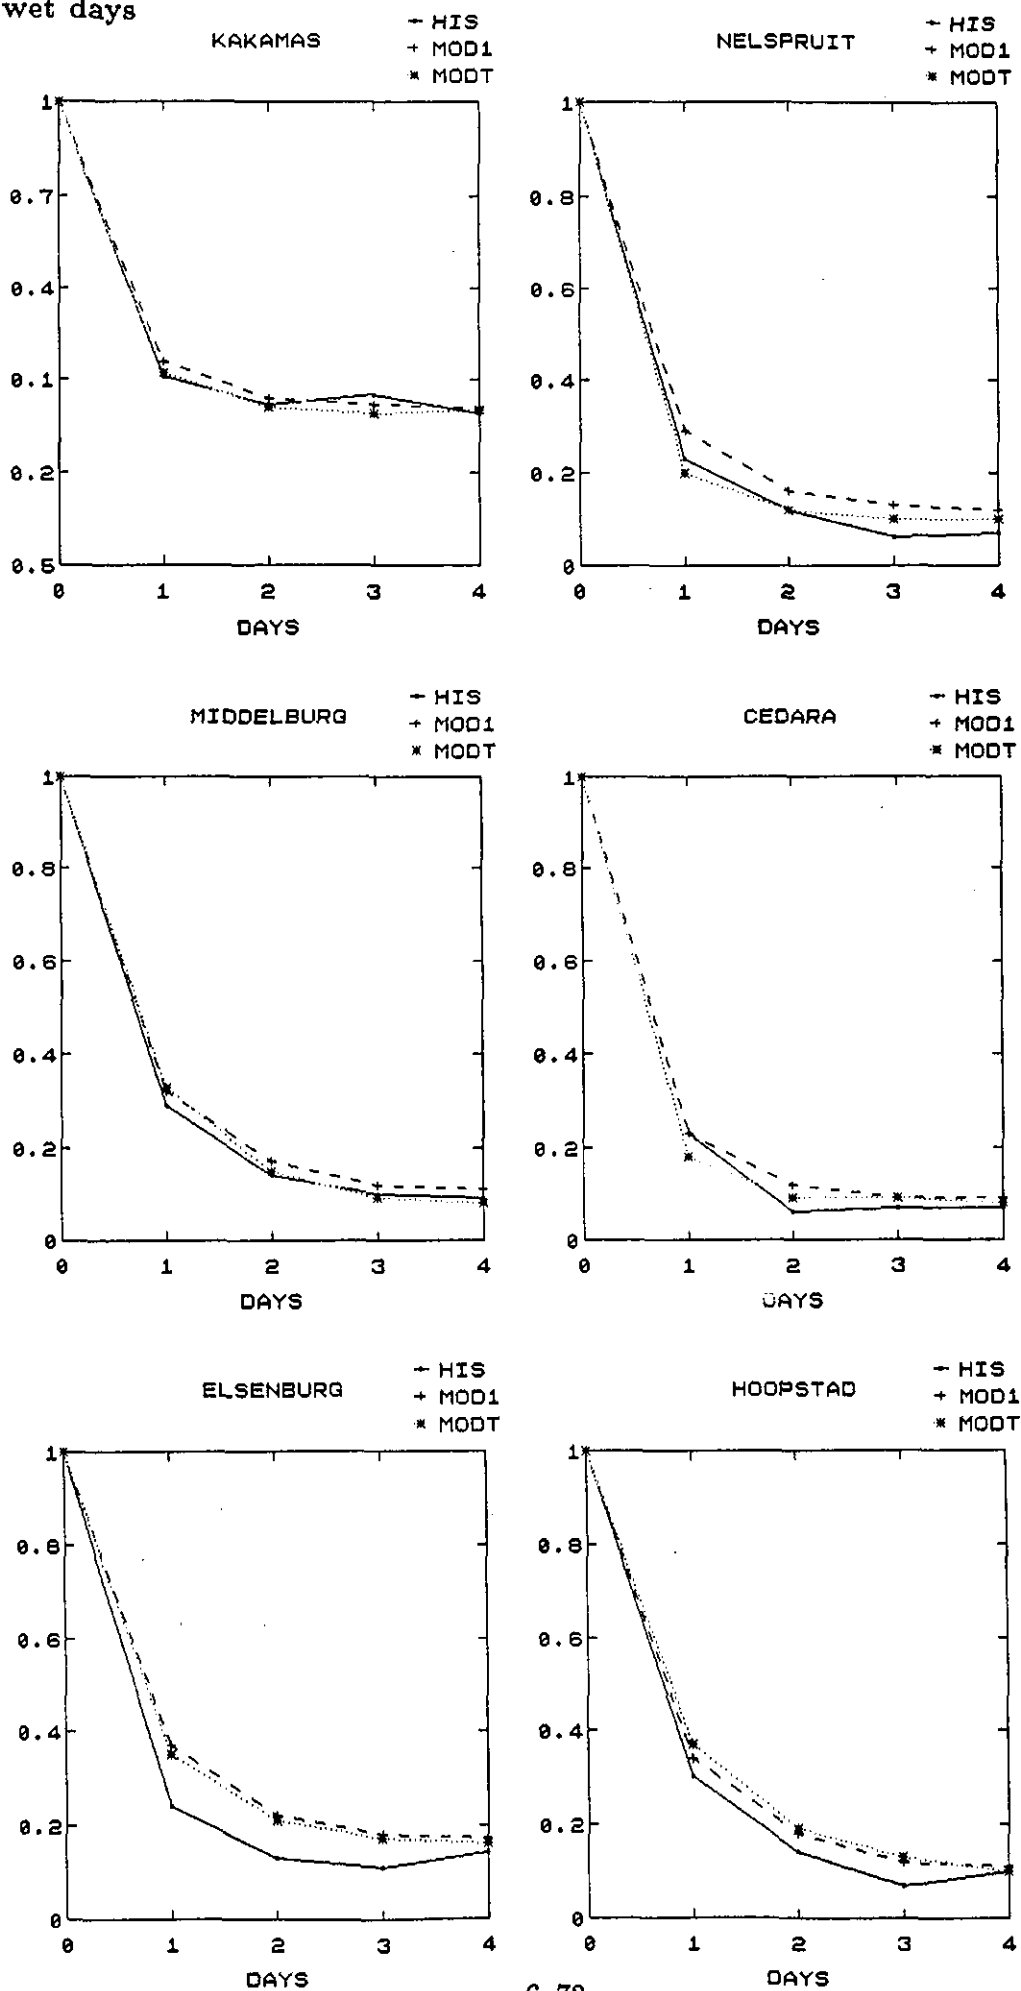 wet days
KAKAMAS
HIS
MOD1
MODT
1
0.7
0.4
0.1
0.2
0.5
0 1 2 3 4
DAYS
NELSPRUIT
HIS
MOD1
MODT
1
0.8
0.6
0.4
0.2
0
0 1 2 3 4
DAYS
MIDDELBURG
HIS
MOD1
MODT
1
0.8
0.6
0.4
0.2
0
0 1 2 3 4
DAYS
CEDARA
HIS
MOD1
MODT
1
0.8
0.6
0.4
0.2
0
0 1 2 3 4
DAYS
ELSENBURG
HIS
MOD1
MODT
1
0.8
0.6
0.4
0.2
0
0 1 2 3 4
DAYS
HOOPSTAD
HIS
MOD1
MODT
1
0.8
0.6
0.4
0.2
0
0 1 2 3 4
DAYS